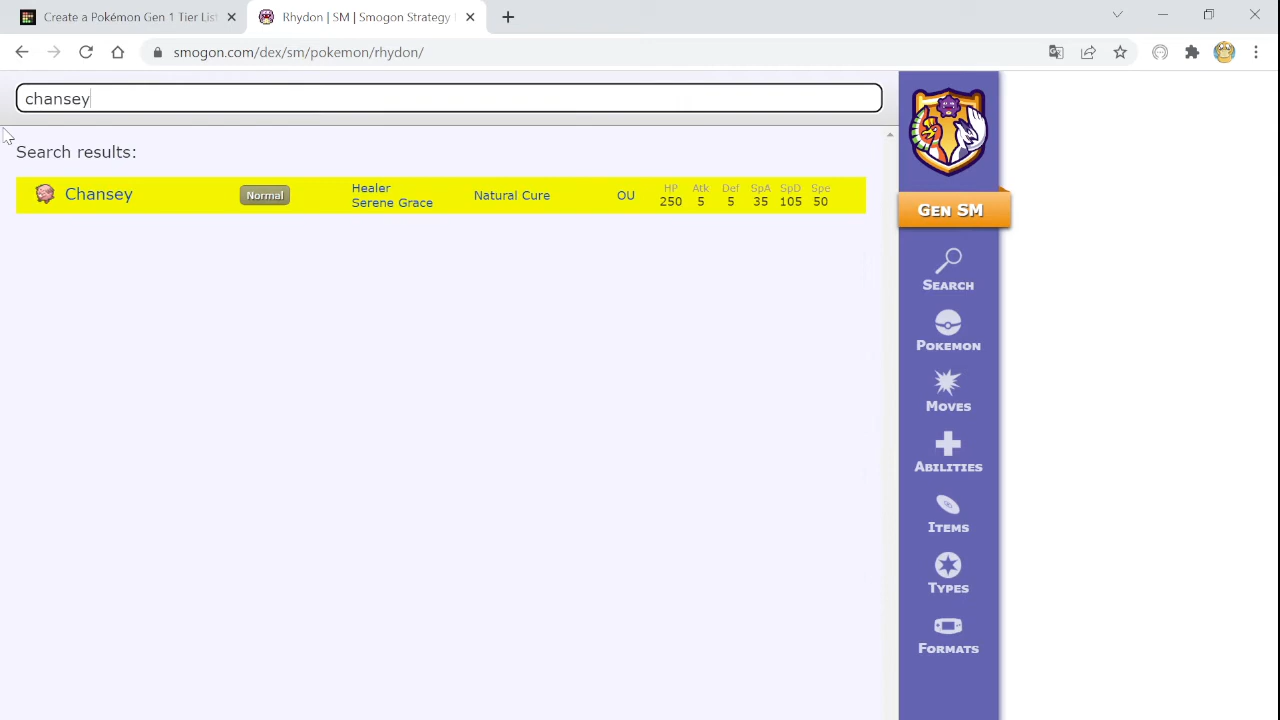 Create a Pokémon Gen 1 Tier List
Rhydon | SM | Smogon Strategy
smogon.com/dex/sm/pokemon/rhydon/
chansey
Search results:
Chansey
Normal
Healer
Serene Grace
Natural Cure
OU
HP Atk Def SpA SpD Spe
250 5 5 35 105 50
Gen SM
Search
Pokemon
Moves
Abilities
Items
Types
Formats